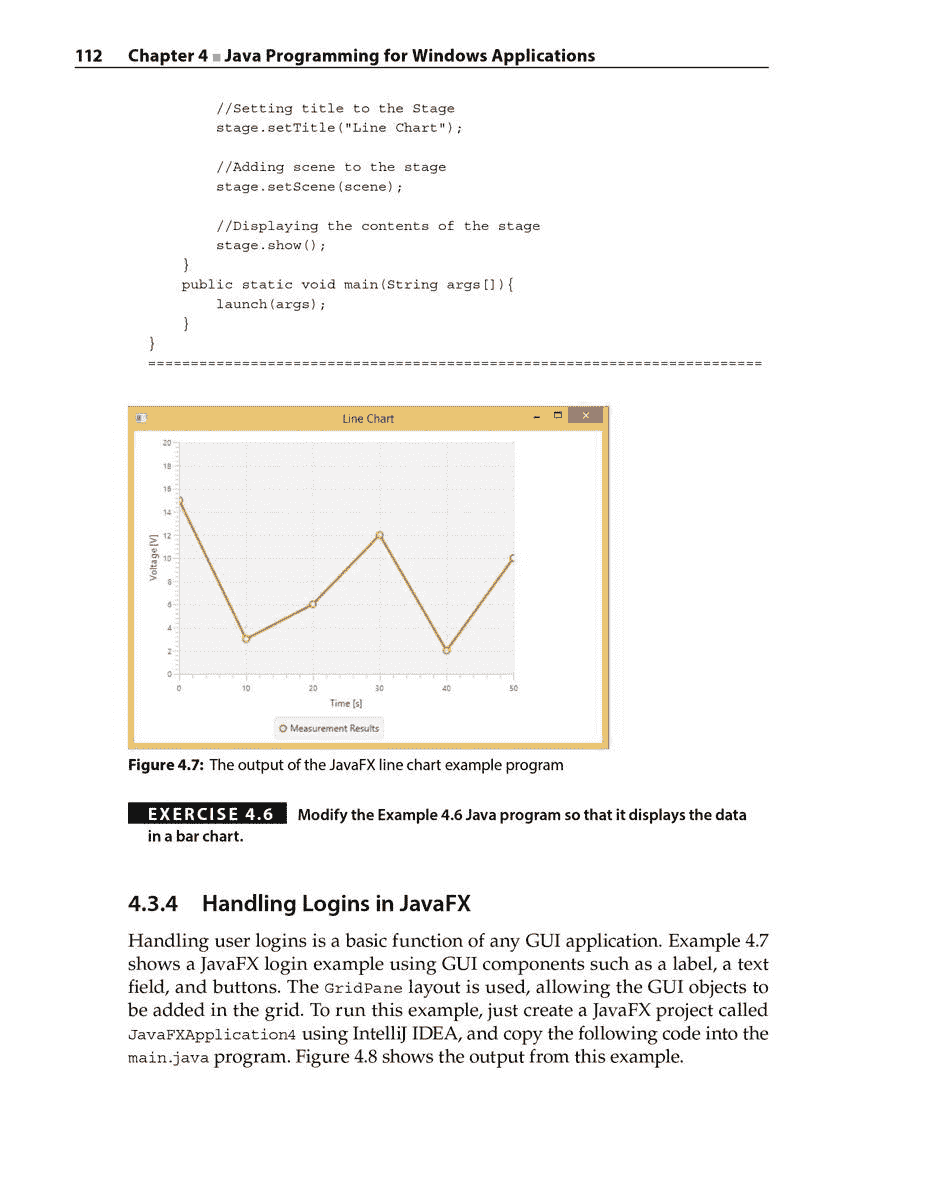 112 Chapter 4 ■ Java Programming for Windows Applications
//Setting title to the Stage
stage.setTitle("Line Chart");
//Adding scene to the stage
stage.setScene(scene);
//Displaying the contents of the stage
stage.show();
}
public static void main(String args[]){
launch(args);
}
}
========================================================================
Line Chart
20
18
16
14
12
10
8
6
4
2
0
Voltage[V]
0 10 20 30 40 50
Time [s]
Measurement Results
Figure 4.7: The output of the JavaFX line chart example program
EXERCISE 4.6 Modify the Example 4.6 Java program so that it displays the data
in a bar chart.
4.3.4 Handling Logins in JavaFX
Handling user logins is a basic function of any GUI application. Example 4.7
shows a JavaFX login example using GUI components such as a label, a text
field, and buttons. The GridPane layout is used, allowing the GUI objects to
be added in the grid. To run this example, just create a JavaFX project called
JavaFXApplication4 using IntelliJ IDEA, and copy the following code into the
main.java program. Figure 4.8 shows the output from this example.